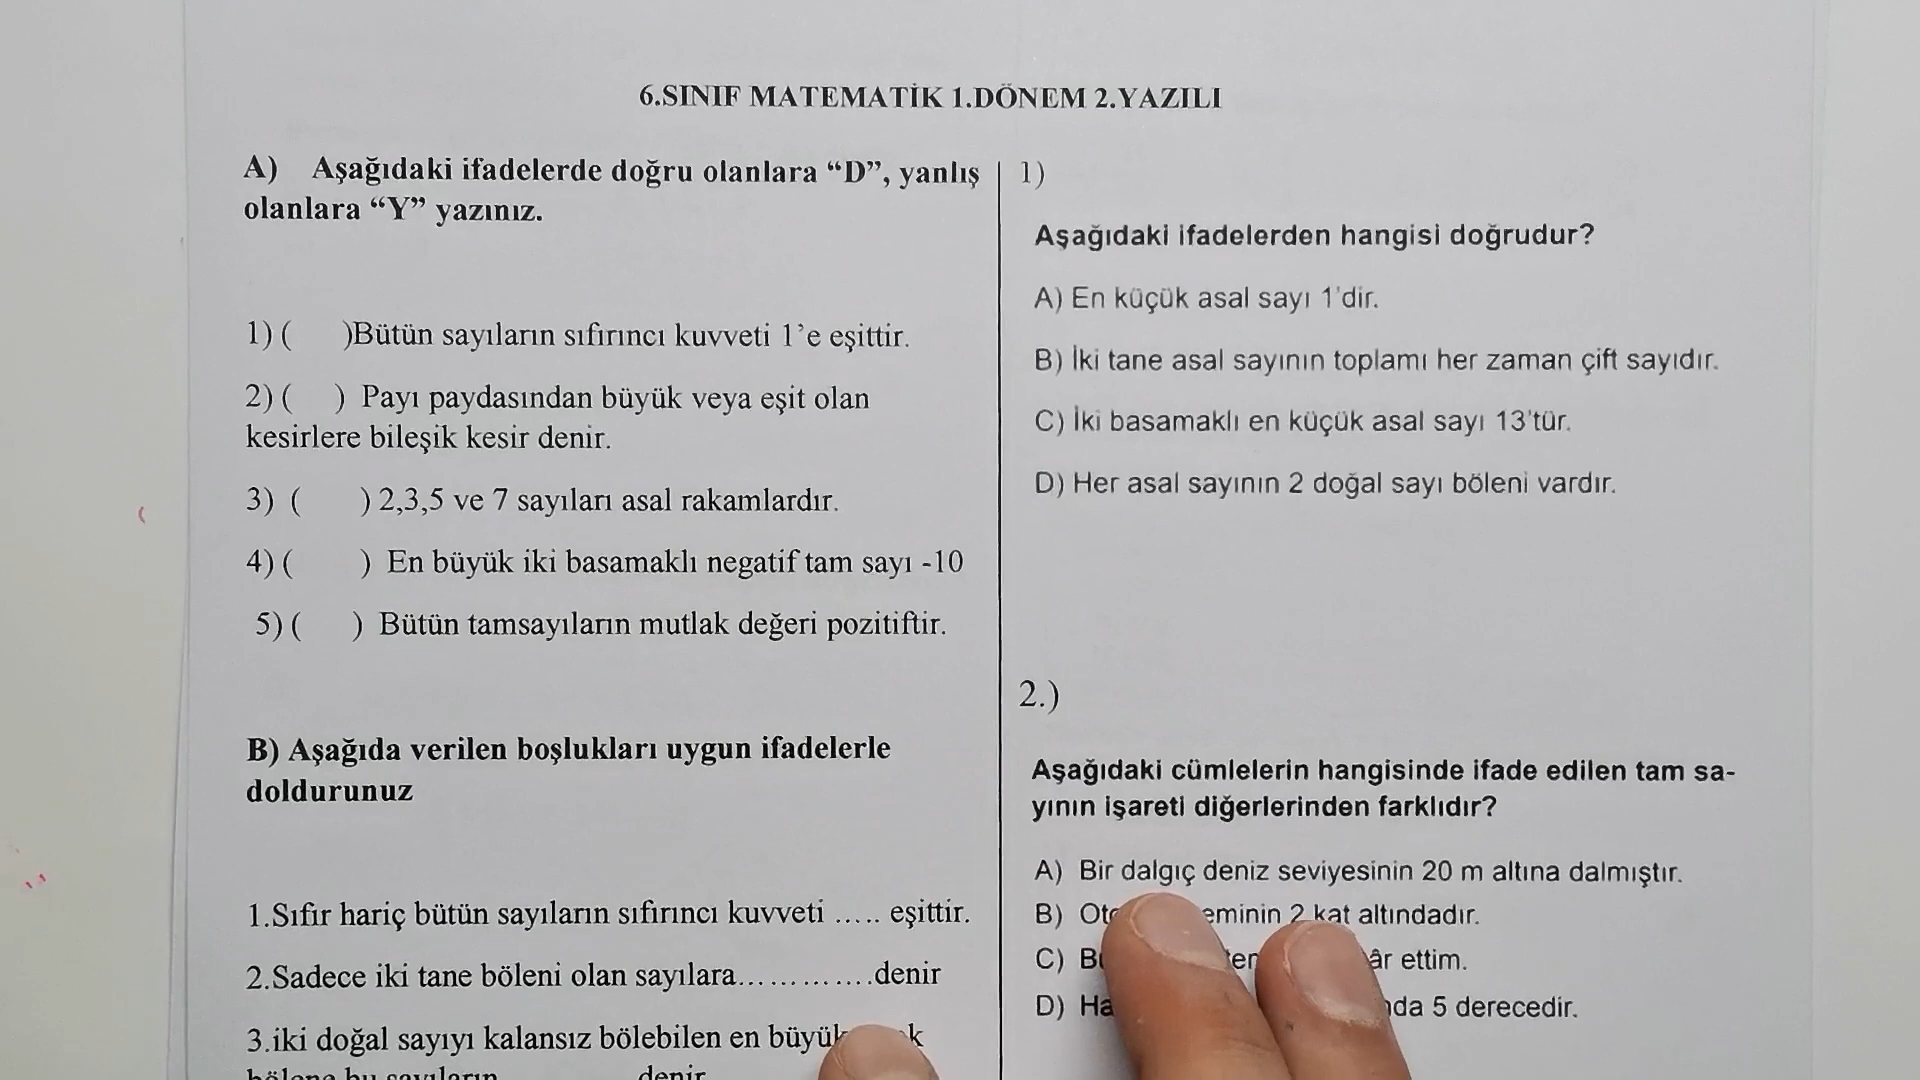 6.SINIF MATEMATİK 1.DÖNEM 2.YAZILI
A) Aşağıdaki ifadelerde doğru olanlara “D”, yanlış
olanlara “Y” yazınız.
1) ( )Bütün sayıların sıfırıncı kuvveti 1’e eşittir.
2) ( ) Payı paydasından büyük veya eşit olan
kesirlere bileşik kesir denir.
3) ( ) 2,3,5 ve 7 sayıları asal rakamlardır.
4) ( ) En büyük iki basamaklı negatif tam sayı -10
5) ( ) Bütün tamsayıların mutlak değeri pozitiftir.
B) Aşağıda verilen boşlukları uygun ifadelerle
doldurunuz
1.Sıfır hariç bütün sayıların sıfırıncı kuvveti ..... eşittir.
2.Sadece iki tane böleni olan sayılara.............denir
3.iki doğal sayıyı kalansız bölebilen en büyük
bölene bu sayıların denir
1)
Aşağıdaki ifadelerden hangisi doğrudur?
A) En küçük asal sayı 1'dir.
B) İki tane asal sayının toplamı her zaman çift sayıdır.
C) İki basamaklı en küçük asal sayı 13'tür.
D) Her asal sayının 2 doğal sayı böleni vardır.
2.)
Aşağıdaki cümlelerin hangisinde ifade edilen tam sa-
yının işareti diğerlerinden farklıdır?
A) Bir dalgıç deniz seviyesinin 20 m altına dalmıştır.
B) 2 kat altındadır.
C) ettim.
D) 5 derecedir.